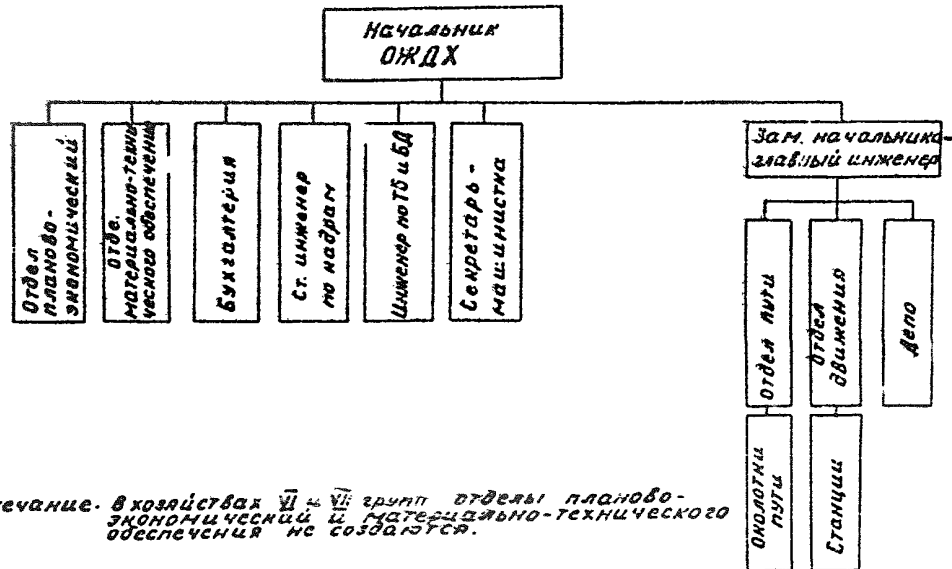 Начальник
ОЖДХ
Отдел
планово-
экономический
отде.
материально-техни
ческого обеспечения
Бухгалтерия
Ст. инженер
по кадрам
Инженер по ТБ и БД
Секретарь-
машинистка
Зам. начальника-
главный инженер
отдел пути
отдел
движения
депо
Околотки
пути
Станции
ечание. В хозяйствах VI и VII групп отделы планово-
экономический и материально-технического
обеспечения не создаются.